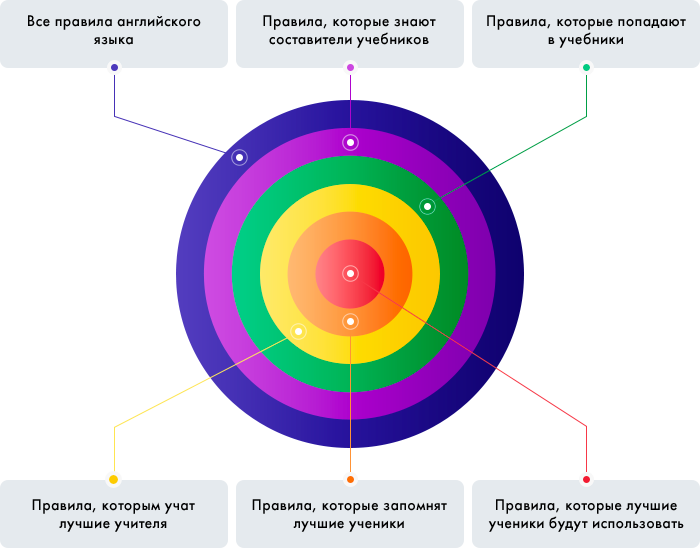 Все правила английского
языка
Правила, которые знают
составители учебников
Правила, которые попадают
в учебники
Правила, которым учат
лучшие учителя
Правила, которые запомнят
лучшие ученики
Правила, которые лучшие
ученики будут использовать